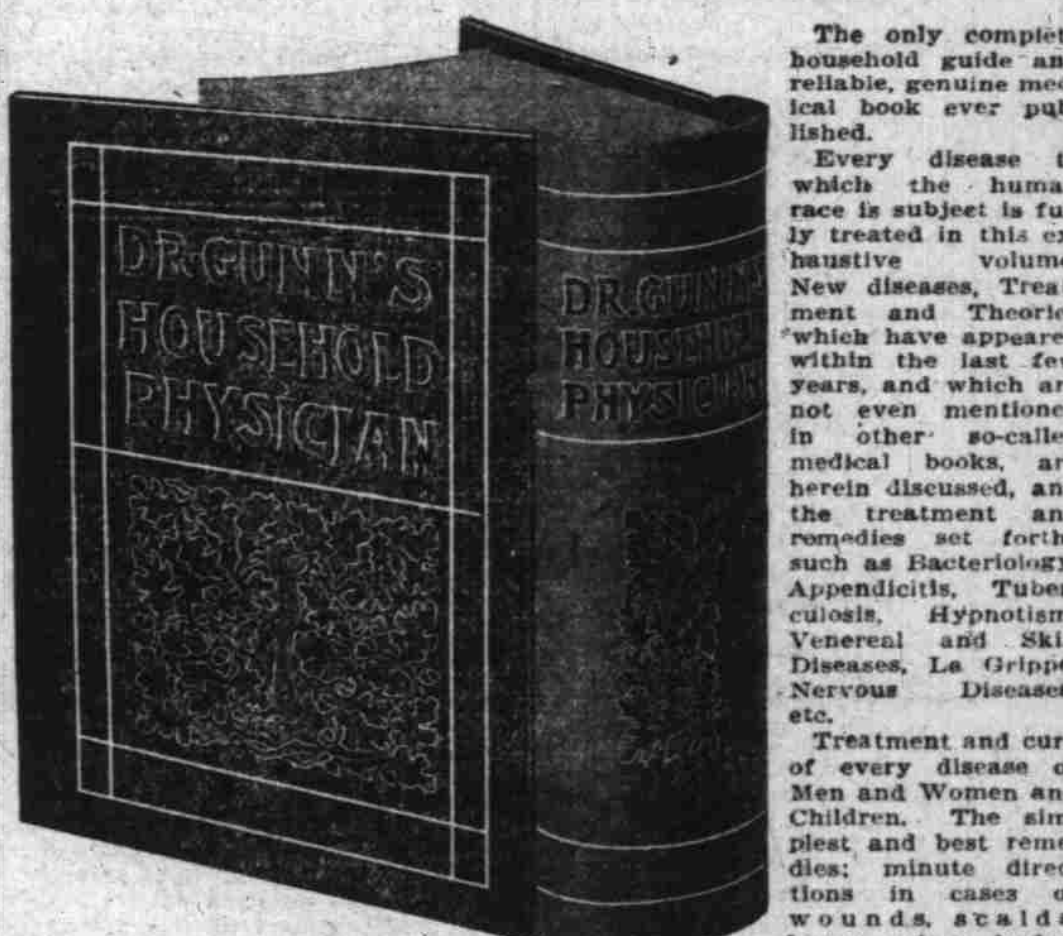 DR. GUNN'S
HOUSEHOLD
PHYSICIAN
DR. GUNN'S
HOUSEHOLD
PHYSICIAN
The only complet
household guide an
reliable, genuine med
ical book ever pub
lished.
Every disease t
which the huma
race is subject is ful
ly treated in this ex
haustive volume
New diseases, Treat
ment and Theorie
which have appeare
within the last few
years, and which ar
not even mentione
in other so-calle
medical books, ar
herein discussed, an
the treatment an
remedies set forth
such as Bacteriology
Appendicitis, Tuber
culosis, Hypnotism
Venereal and Ski
Diseases, La Grippe
Nervous Diseases
etc.
Treatment and cur
of every disease o
Men and Women an
Children. The sim
plest and best reme
dies; minute direc
tions in cases o
wounds, scalds